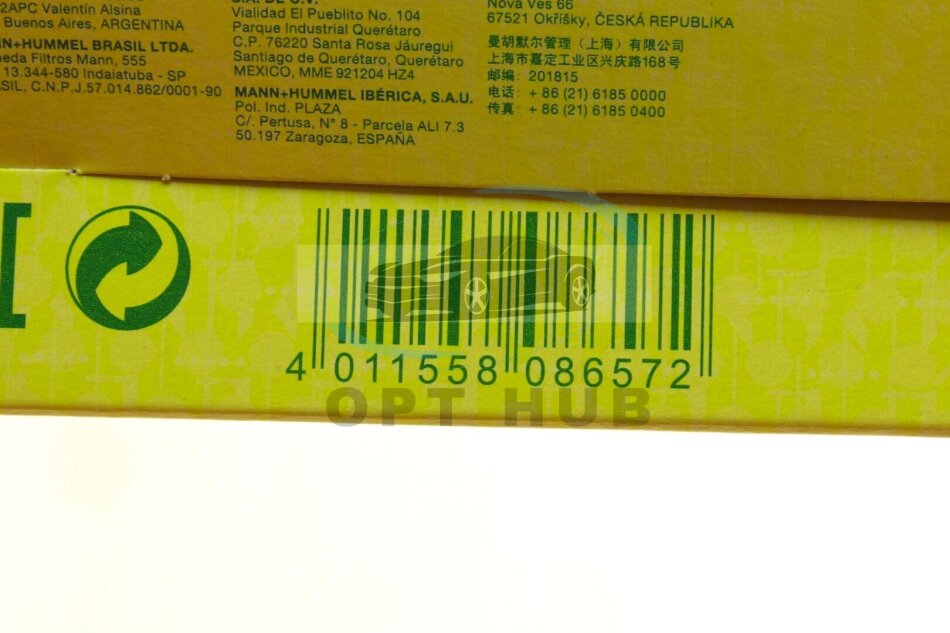 2APC Valentín Alsina
Buenos Aires, ARGENTINA
NN+HUMMEL BRASIL LTDA.
meda Filtros Mann, 555
13.344-580 Indaiatuba - SP
SIL, C.N.P.J.57.014.862/0001-90
S.A. DE C.V.
Vialidad El Pueblito No. 104
Parque Industrial Querétaro
C.P. 76220 Santa Rosa Jáuregui
Santiago de Querétaro, Querétaro
MEXICO, MME 921204 HZ4
MANN+HUMMEL IBÉRICA, S.A.U.
Pol. Ind. PLAZA
C/. Pertusa, N° 8 - Parcela ALI 7.3
50.197 Zaragoza, ESPAÑA
Nová Ves 66
67521 Okříšky, ČESKÁ REPUBLIKA
曼胡默尔管理（上海）有限公司
上海市嘉定工业区兴庆路168号
邮编: 201815
电话: + 86 (21) 6185 0000
传真: + 86 (21) 6185 0400
4 011558 086572
OPT HUB